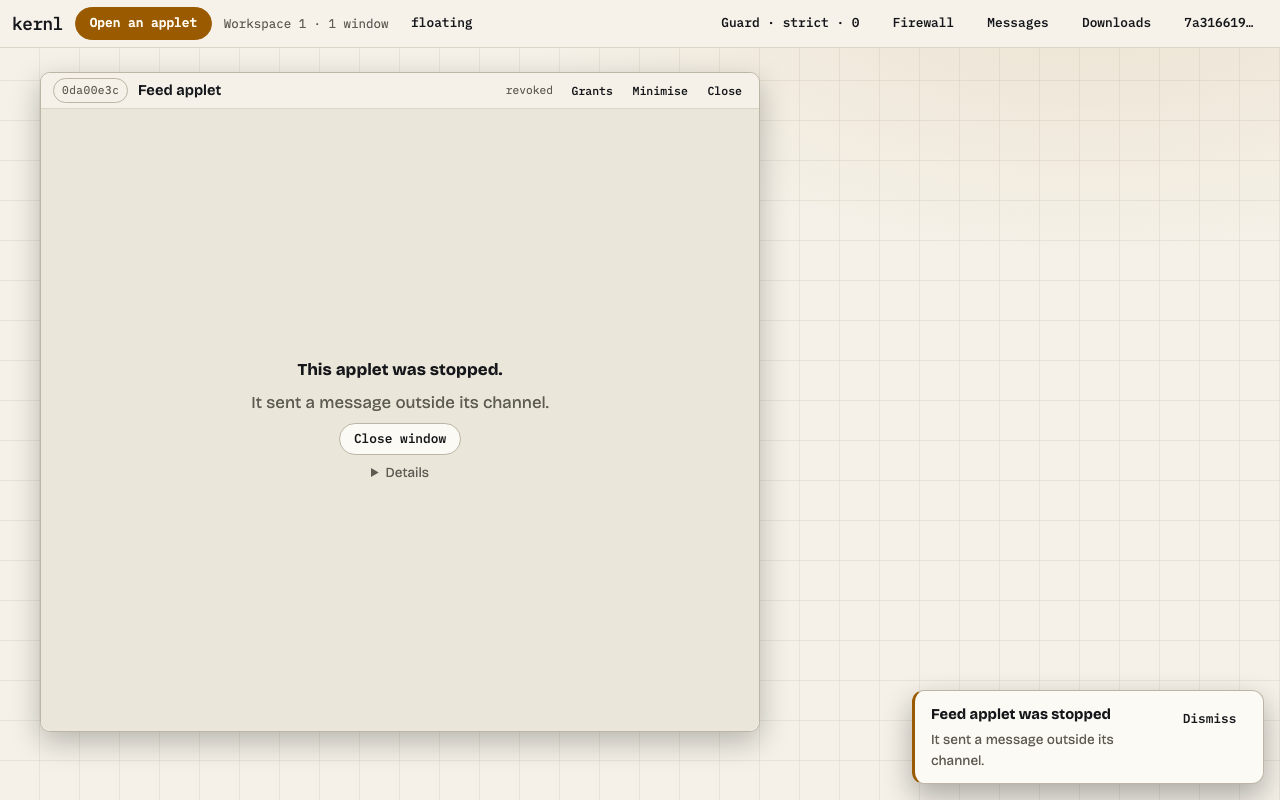 kernl Open an applet Workspace 1 · 1 window floating Guard · strict · 0 Firewall Messages Downloads 7a316619…
0da00e3c Feed applet revoked Grants Minimise Close
This applet was stopped.
It sent a message outside its channel.
Close window
Details
Feed applet was stopped
Dismiss
It sent a message outside its
channel.